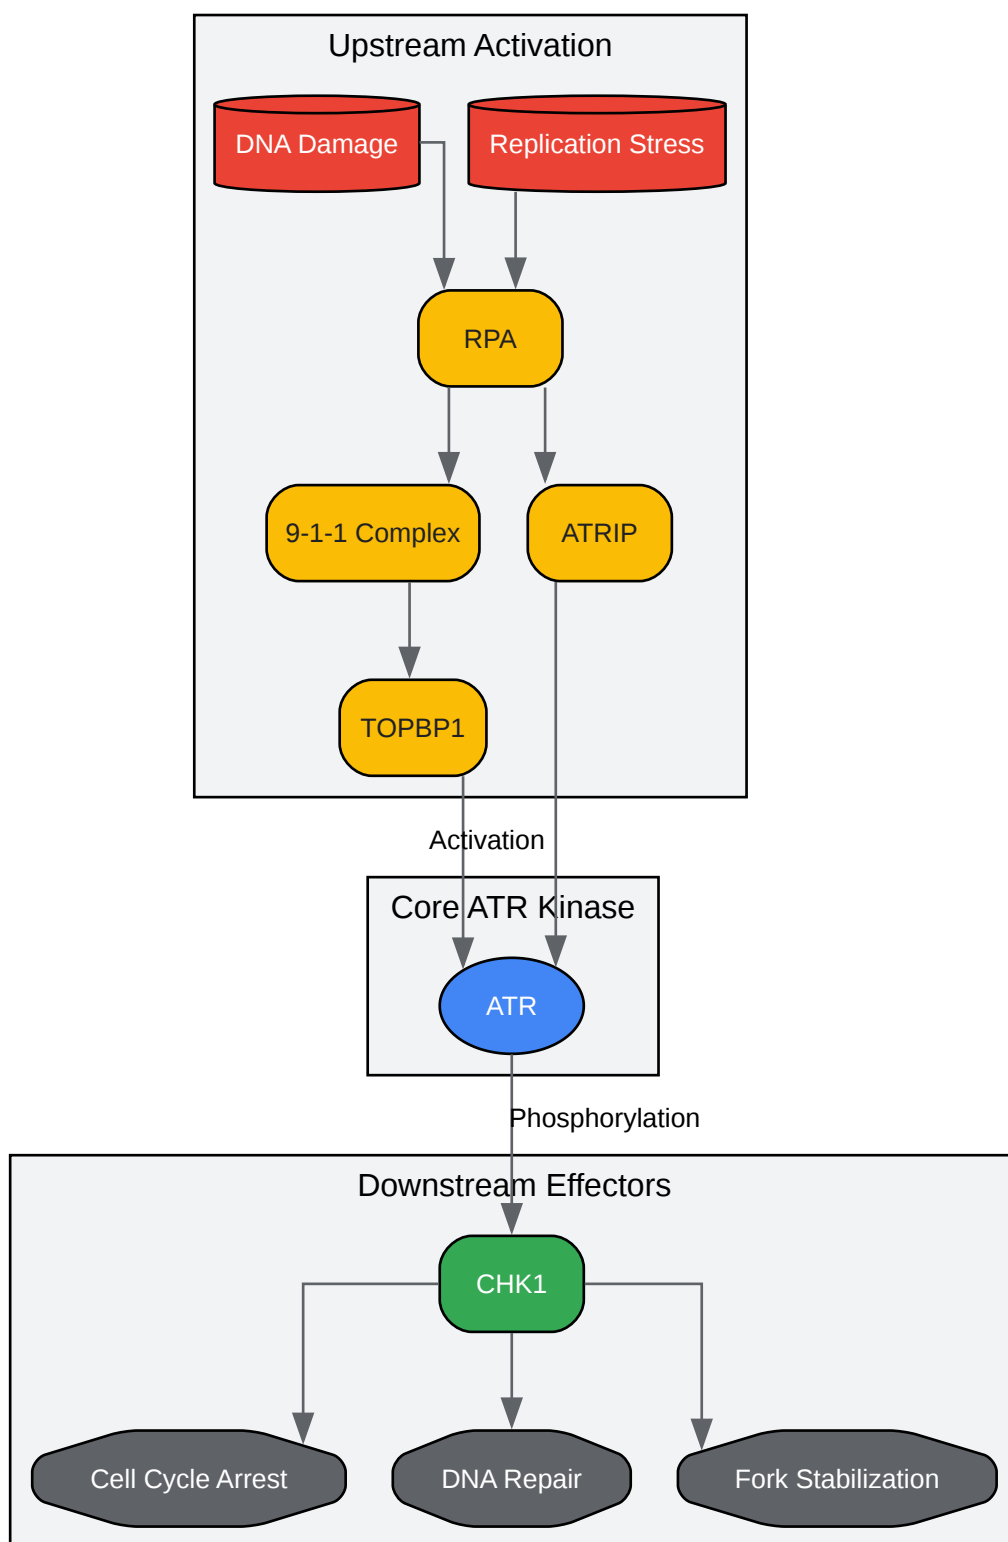 Upstream Activation
DNA Damage
Replication Stress
RPA
9-1-1 Complex
ATRIP
TOPBP1
Activation
Core ATR Kinase
ATR
Phosphorylation
Downstream Effectors
CHK1
Cell Cycle Arrest
DNA Repair
Fork Stabilization